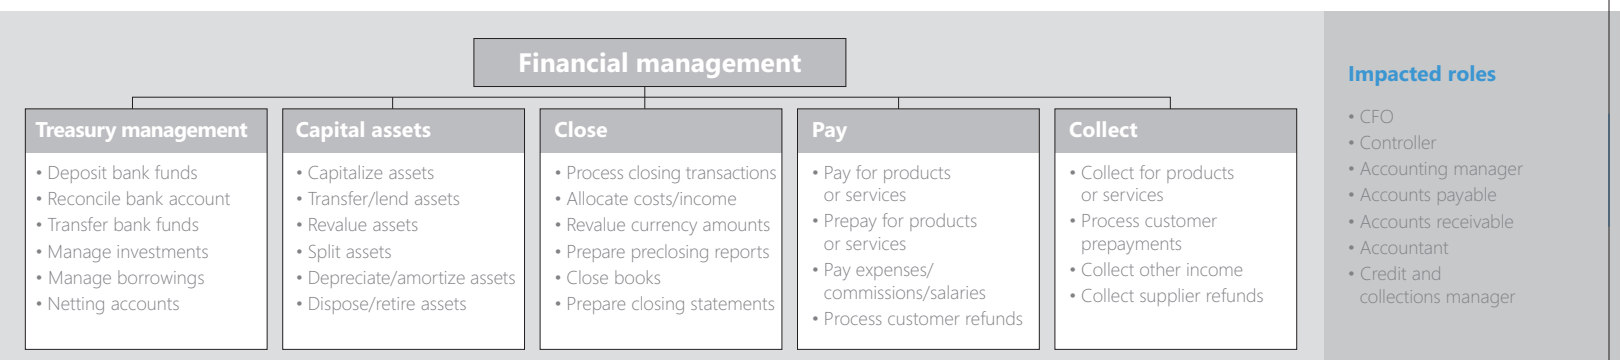 Financial management
Treasury management
• Deposit bank funds
• Reconcile bank account
• Transfer bank funds
• Manage investments
• Manage borrowings
• Netting accounts
Capital assets
• Capitalize assets
• Transfer/lend assets
• Revalue assets
• Split assets
• Depreciate/amortize assets
• Dispose/retire assets
Close
• Process closing transactions
• Allocate costs/income
• Revalue currency amounts
• Prepare preclosing reports
• Close books
• Prepare closing statements
Pay
• Pay for products
or services
• Prepay for products
or services
• Pay expenses/
commissions/salaries
• Process customer refunds
Collect
• Collect for products
or services
• Process customer
prepayments
• Collect other income
• Collect supplier refunds
Impacted roles
• CFO
• Controller
• Accounting manager
• Accounts payable
• Accounts receivable
• Accountant
• Credit and
collections manager